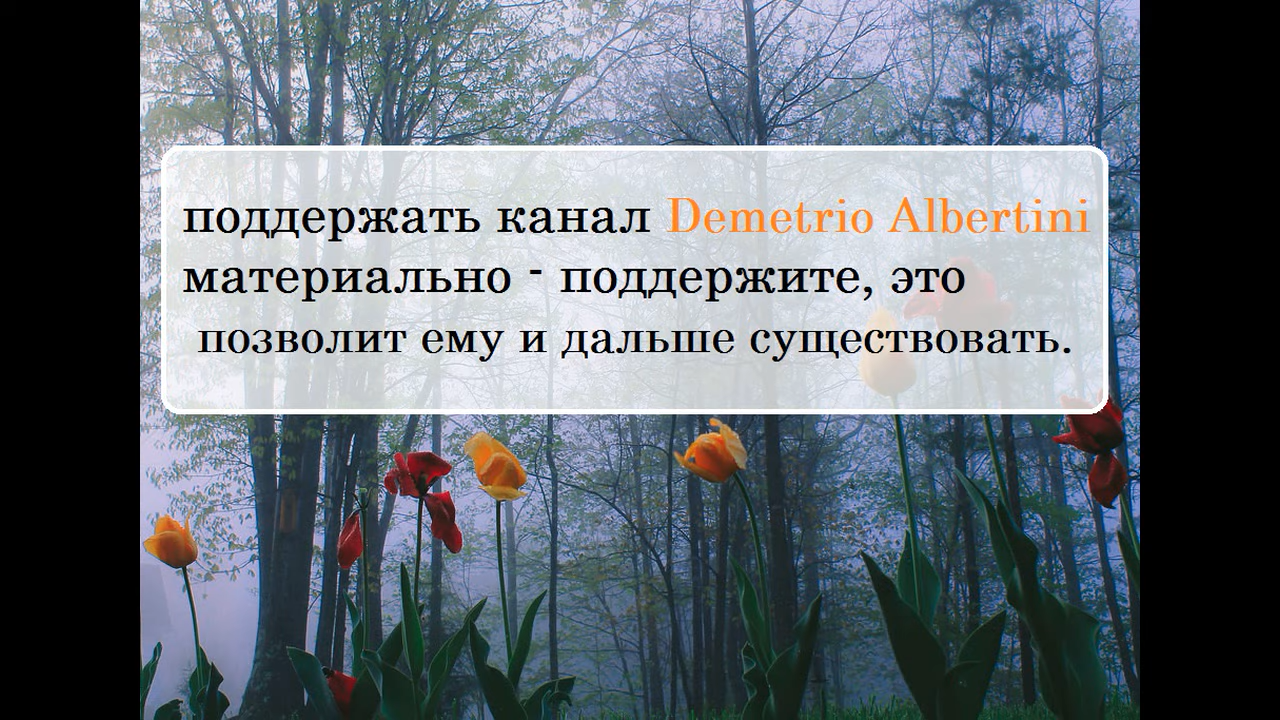 поддержать канал Demetrio Albertini
материально - поддержите, это
позволит ему и дальше существовать.